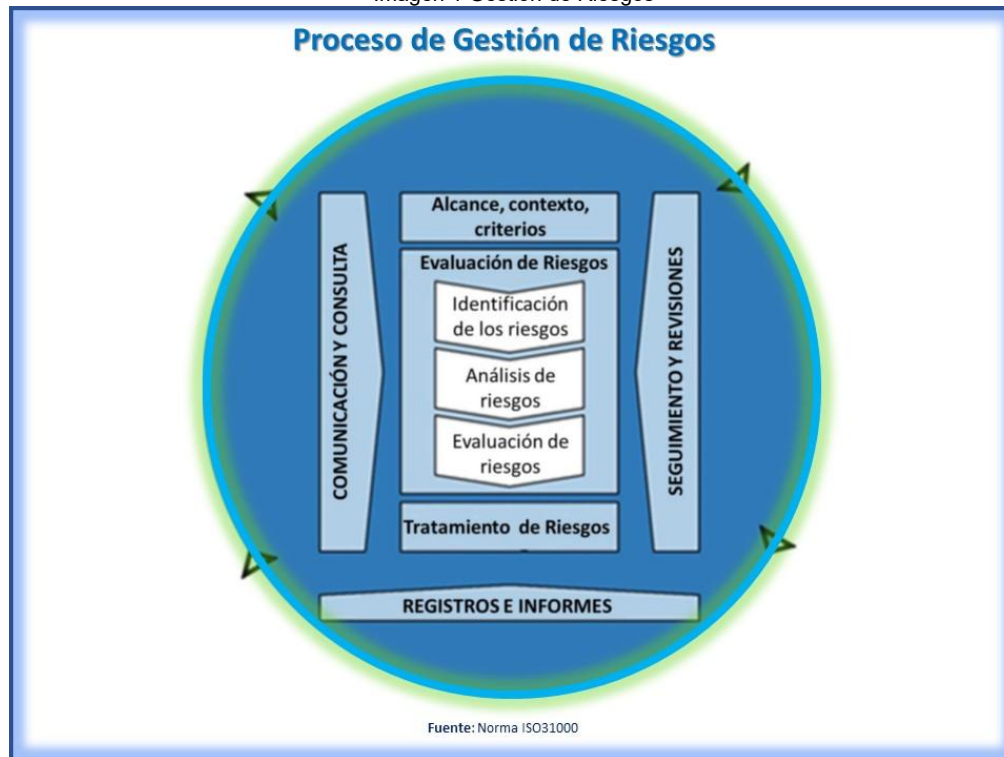 Proceso de Gestión de Riesgos
Alcance, contexto,
criterios
Evaluación de Riesgos
Identificación
de los riesgos
Análisis de
riesgos
Evaluación de
riesgos
Tratamiento de Riesgos
COMUNICACIÓN Y CONSULTA
SEGUIMIENTO Y REVISIONES
REGISTROS E INFORMES
Fuente: Norma ISO31000